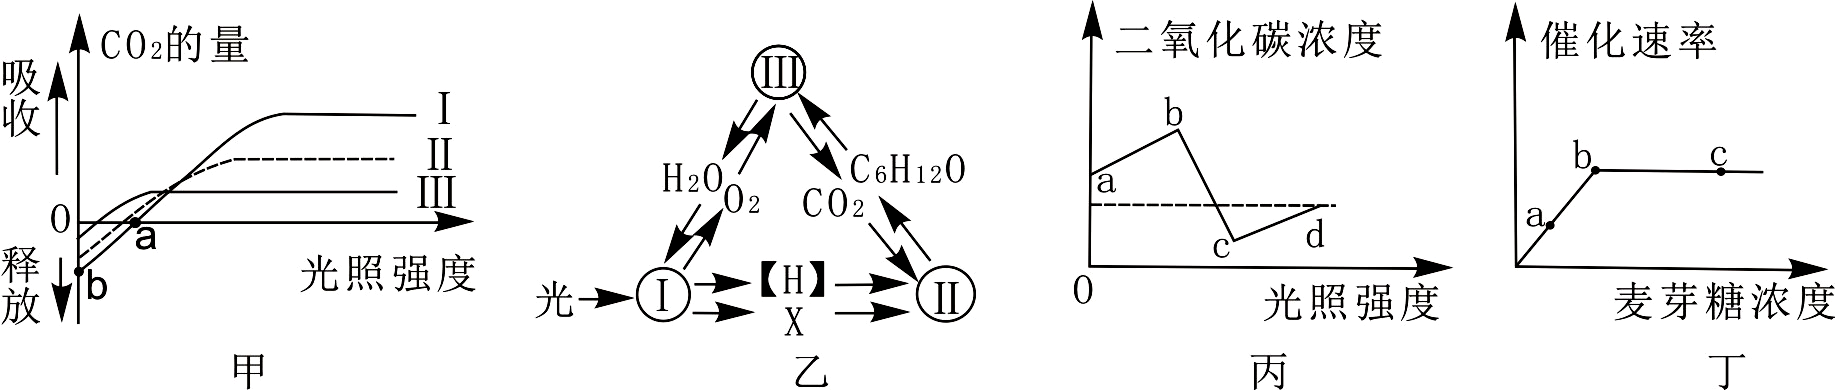 CO2的量
吸收
释放
0
a
b
I
II
III
光照强度
甲
III
H2O
O2
C6H12O
CO2
光
I
【H】
X
II
乙
二氧化碳浓度
a
b
c
d
0
光照强度
丙
催化速率
a
b
c
麦芽糖浓度
丁